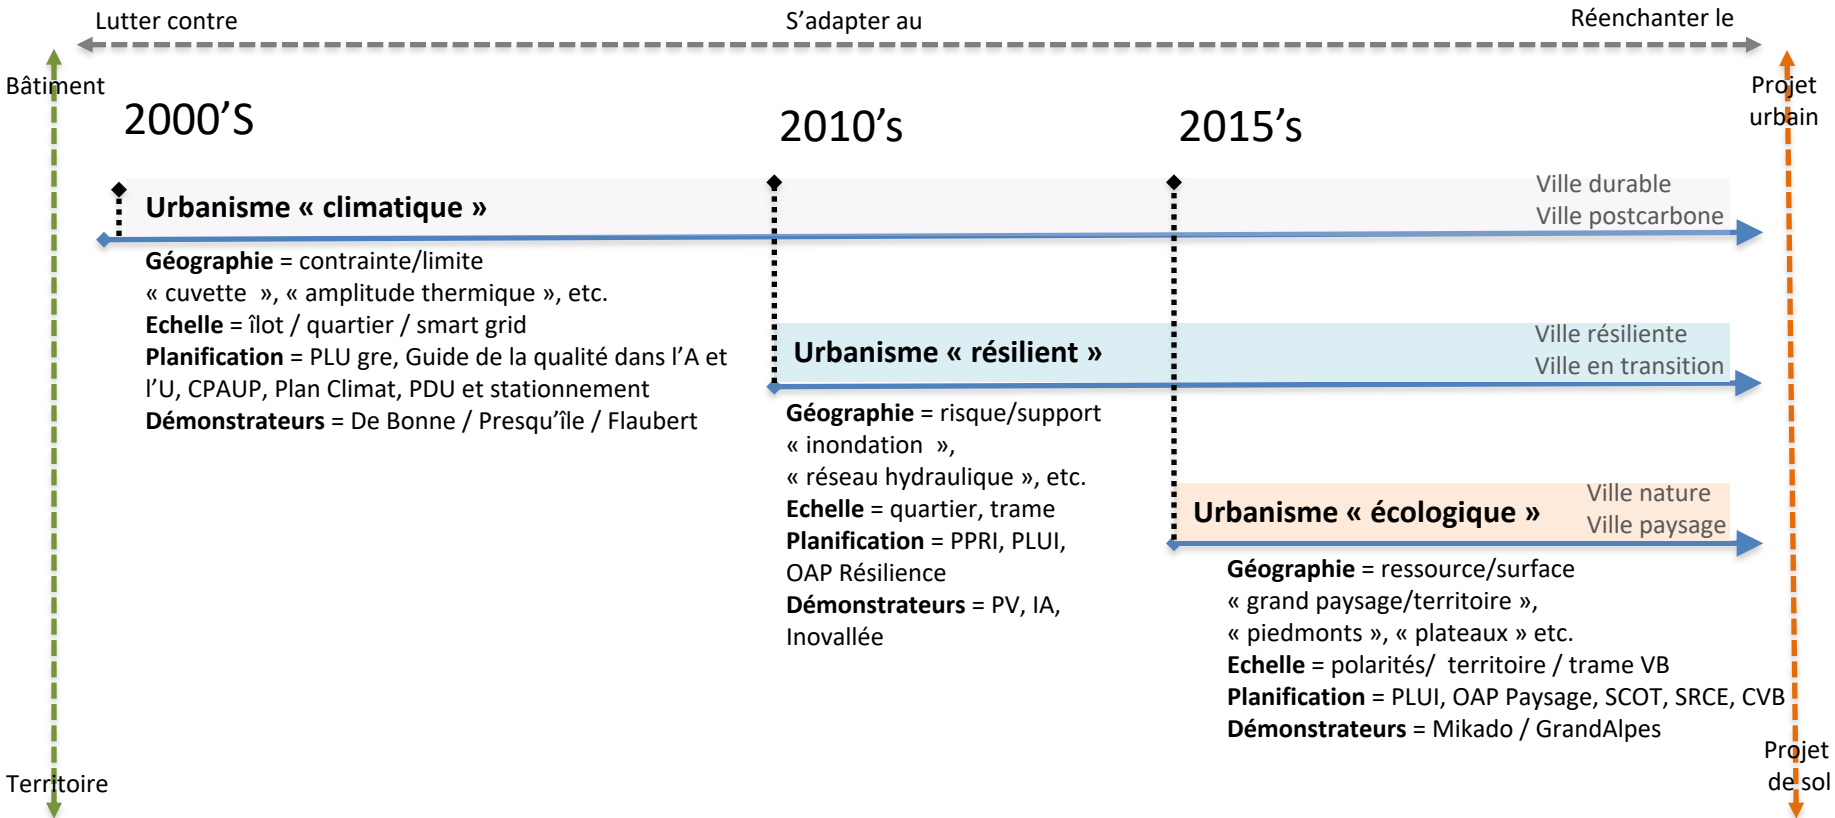 Lutter contre
S’adapter au
Réenchanter le
Bâtiment
Projet
urbain
2000’S
2010’s
2015’s
Urbanisme « climatique »
Ville durable
Ville postcarbone
Géographie = contrainte/limite
« cuvette  », « amplitude thermique », etc.
Echelle = îlot / quartier / smart grid
Planification = PLU gre, Guide de la qualité dans l’A et
l’U, CPAUP, Plan Climat, PDU et stationnement
Démonstrateurs = De Bonne / Presqu’île / Flaubert
Urbanisme « résilient »
Ville résiliente
Ville en transition
Géographie = risque/support
« inondation  »,
« réseau hydraulique », etc.
Echelle = quartier, trame
Planification = PPRI, PLUI,
OAP Résilience
Démonstrateurs = PV, IA,
Inovallée
Urbanisme « écologique »
Ville nature
Ville paysage
Géographie = ressource/surface
« grand paysage/territoire »,
« piedmonts », « plateaux » etc.
Echelle = polarités/  territoire / trame VB
Planification = PLUI, OAP Paysage, SCOT, SRCE, CVB
Démonstrateurs = Mikado / GrandAlpes
Territoire
Projet
de sol